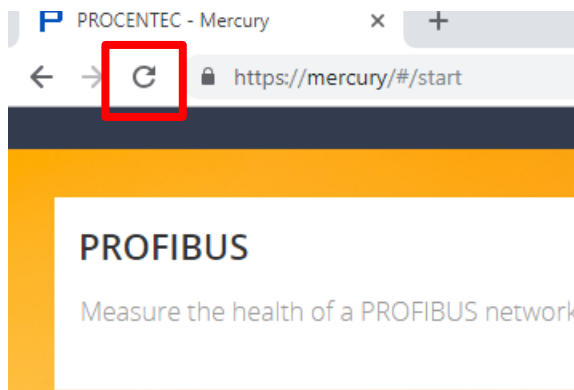 PROCENTEC - Mercury
https://mercury/#/start
PROFIBUS
Measure the health of a PROFIBUS network